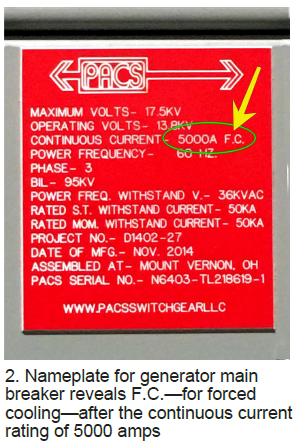 PACS
MAXIMUM VOLTS- 17.5KV
OPERATING VOLTS- 13.8KV
CONTINUOUS CURRENT- 5000A F.C.
POWER FREQUENCY- 60 HZ.
PHASE- 3
BIL- 95KV
POWER FREQ. WITHSTAND V.- 36KVAC
RATED S.T. WITHSTAND CURRENT- 50KA
RATED MOM. WITHSTAND CURRENT- 50KA
PROJECT NO.- D1402-27
DATE OF MFG.- NOV. 2014
ASSEMBLED AT- MOUNT VERNON, OH
PACS SERIAL NO.- N6403-TL218619-1
WWW.PACSSWITCHGEARLLC
2. Nameplate for generator main
breaker reveals F.C.—for forced
cooling—after the continuous current
rating of 5000 amps